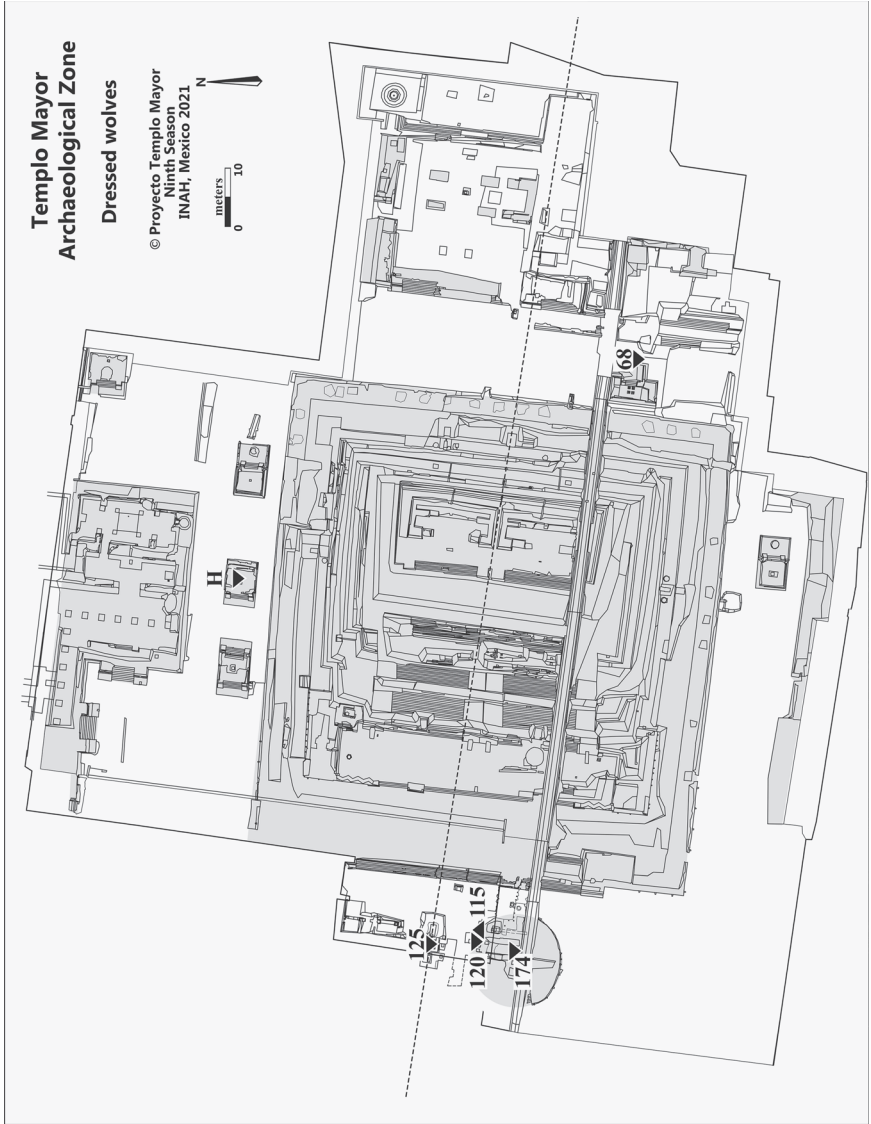 Templo Mayor
Archaeological Zone
Dressed wolves
© Proyecto Templo Mayor
Ninth Season
INAH, Mexico 2021
N
meters
0 10
H
68
125
120
115
174